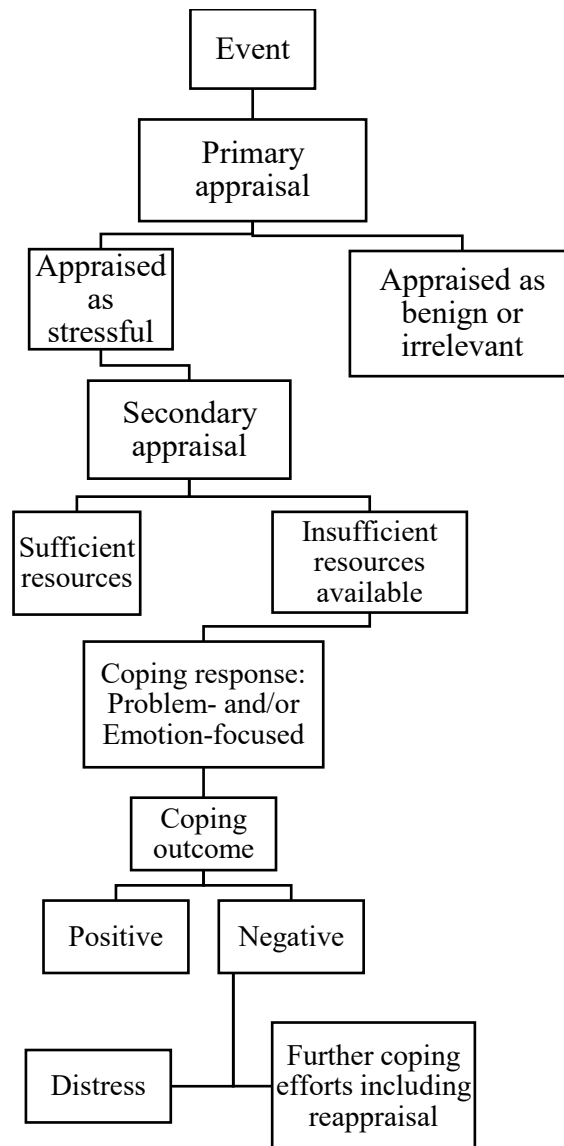 Event
Primary
appraisal
Appraised
as
stressful
Appraised as
benign or
irrelevant
Secondary
appraisal
Sufficient
resources
Insufficient
resources
available
Coping response:
Problem- and/or
Emotion-focused
Coping
outcome
Positive
Negative
Distress
Further coping
efforts including
reappraisal